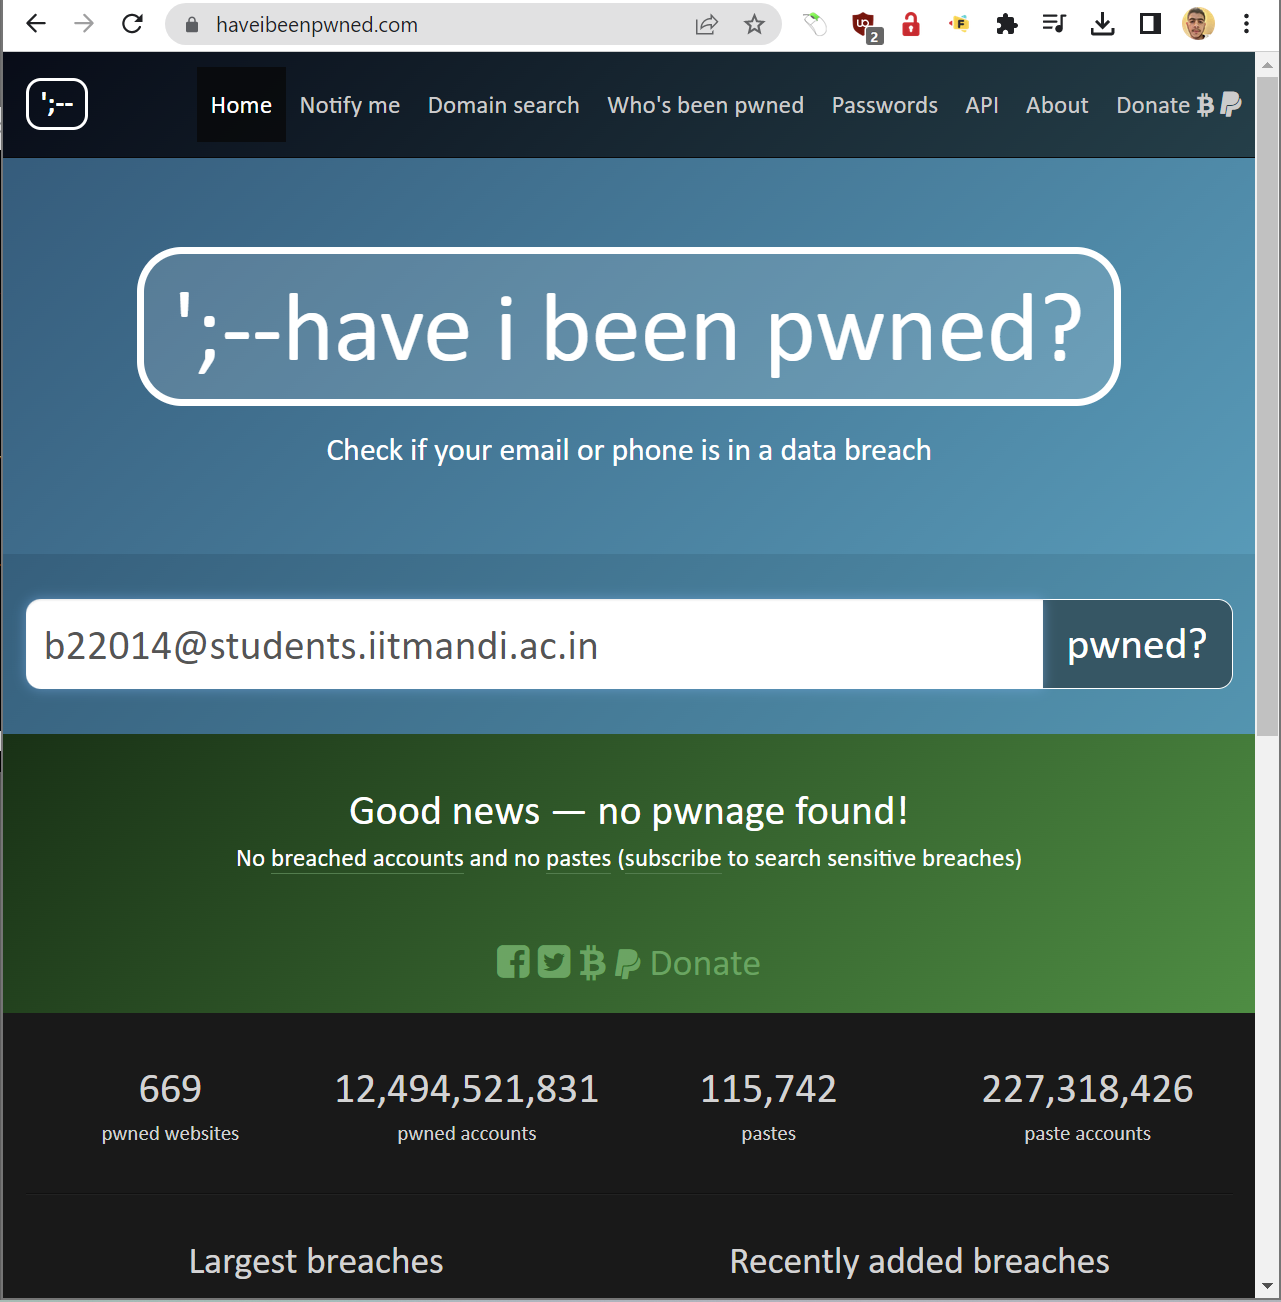 haveibeenpwned.com
2
';--
Home Notify me Domain search Who's been pwned Passwords API About Donate
';--have i been pwned?
Check if your email or phone is in a data breach
b22014@students.iitmandi.ac.in pwned?
Good news — no pwnage found!
No breached accounts and no pastes (subscribe to search sensitive breaches)
Donate
669 12,494,521,831 115,742 227,318,426
pwned websites pwned accounts pastes paste accounts
Largest breaches Recently added breaches